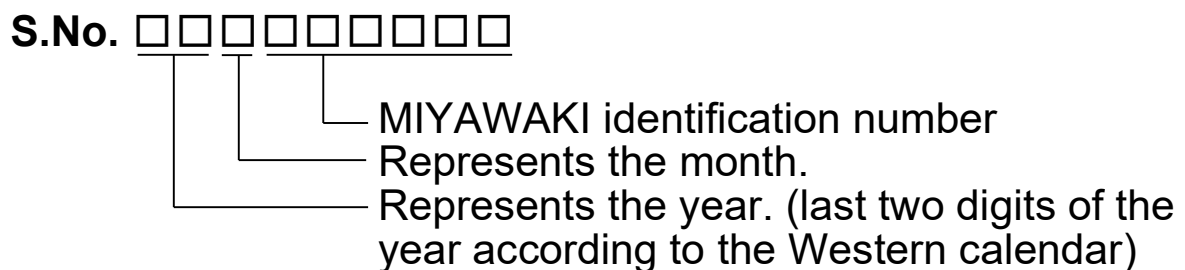 S.No. □□□□□□□□□
MIYAWAKI identification number
Represents the month.
Represents the year. (last two digits of the
year according to the Western calendar)